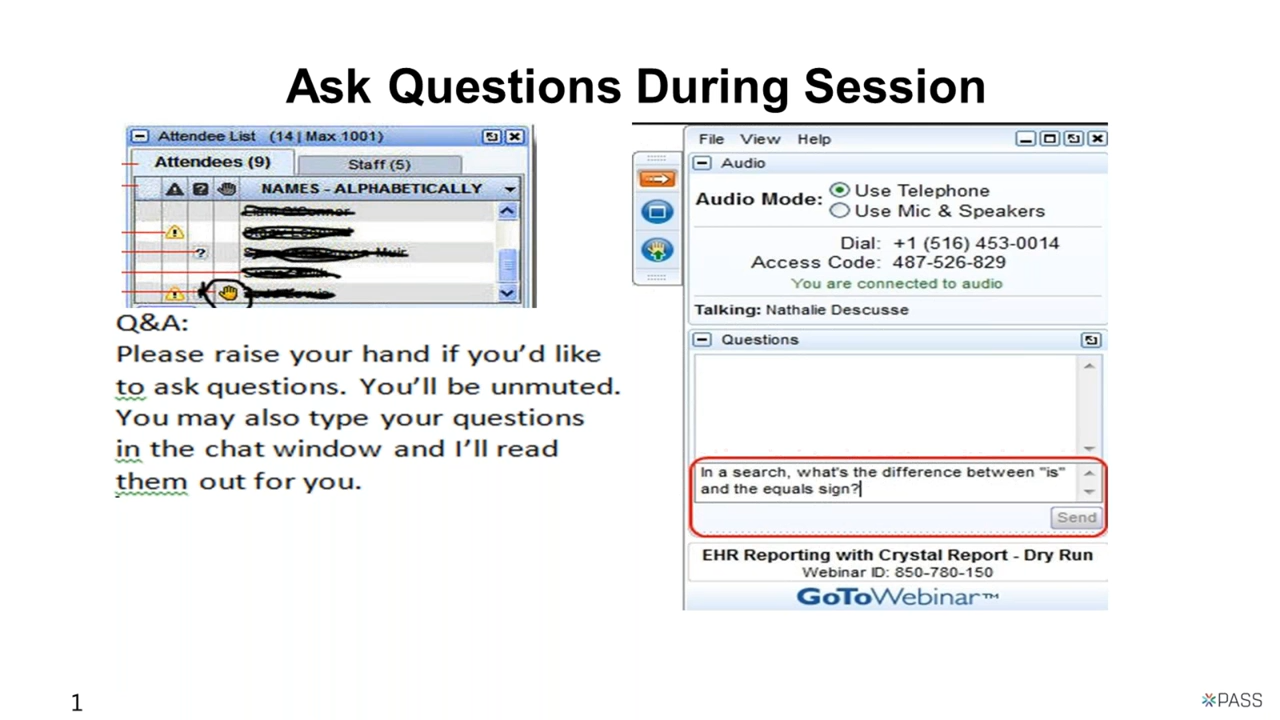 Ask Questions During Session
Attendee List (14 | Max 1001)
Attendees (9)
Staff (5)
NAMES - ALPHABETICALLY
Q&A:
Please raise your hand if you’d like
to ask questions. You’ll be unmuted.
You may also type your questions
in the chat window and I’ll read
them out for you.
File View Help
Audio
Audio Mode:
Use Telephone
Use Mic & Speakers
Dial: +1 (516) 453-0014
Access Code: 487-526-829
You are connected to audio
Talking: Nathalie Descusse
Questions
In a search, what's the difference between "is"
and the equals sign?
Send
EHR Reporting with Crystal Report - Dry Run
Webinar ID: 850-780-150
GoToWebinar™
1
PASS